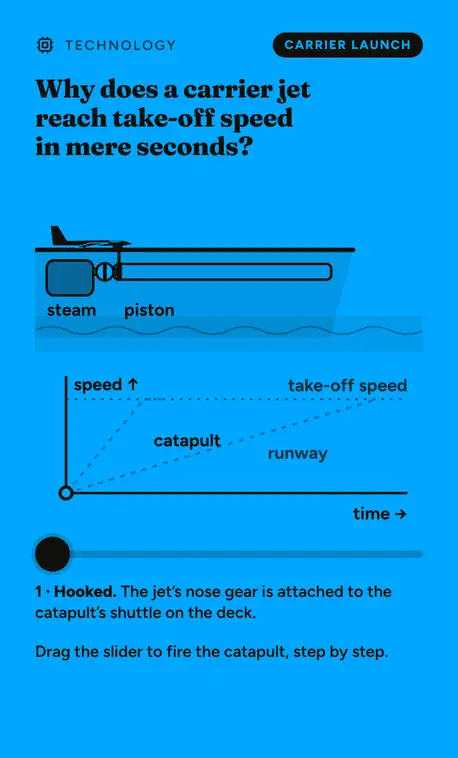 TECHNOLOGY
CARRIER LAUNCH
Why does a carrier jet
reach take-off speed
in mere seconds?
steam
piston
speed ↑
take-off speed
catapult
runway
time →
1 · Hooked. The jet’s nose gear is attached to the
catapult’s shuttle on the deck.
Drag the slider to fire the catapult, step by step.